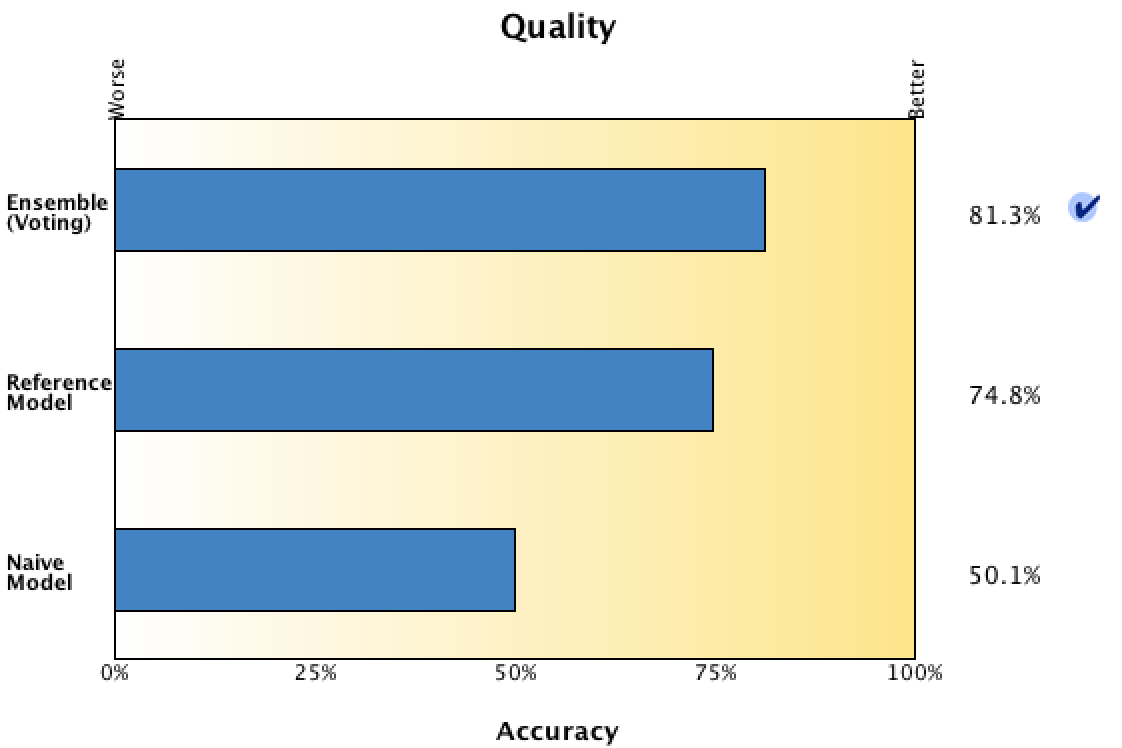 Quality
Worse
Better
Ensemble
(Voting)
81.3%
Reference
Model
74.8%
Naive
Model
50.1%
0%
25%
50%
75%
100%
Accuracy